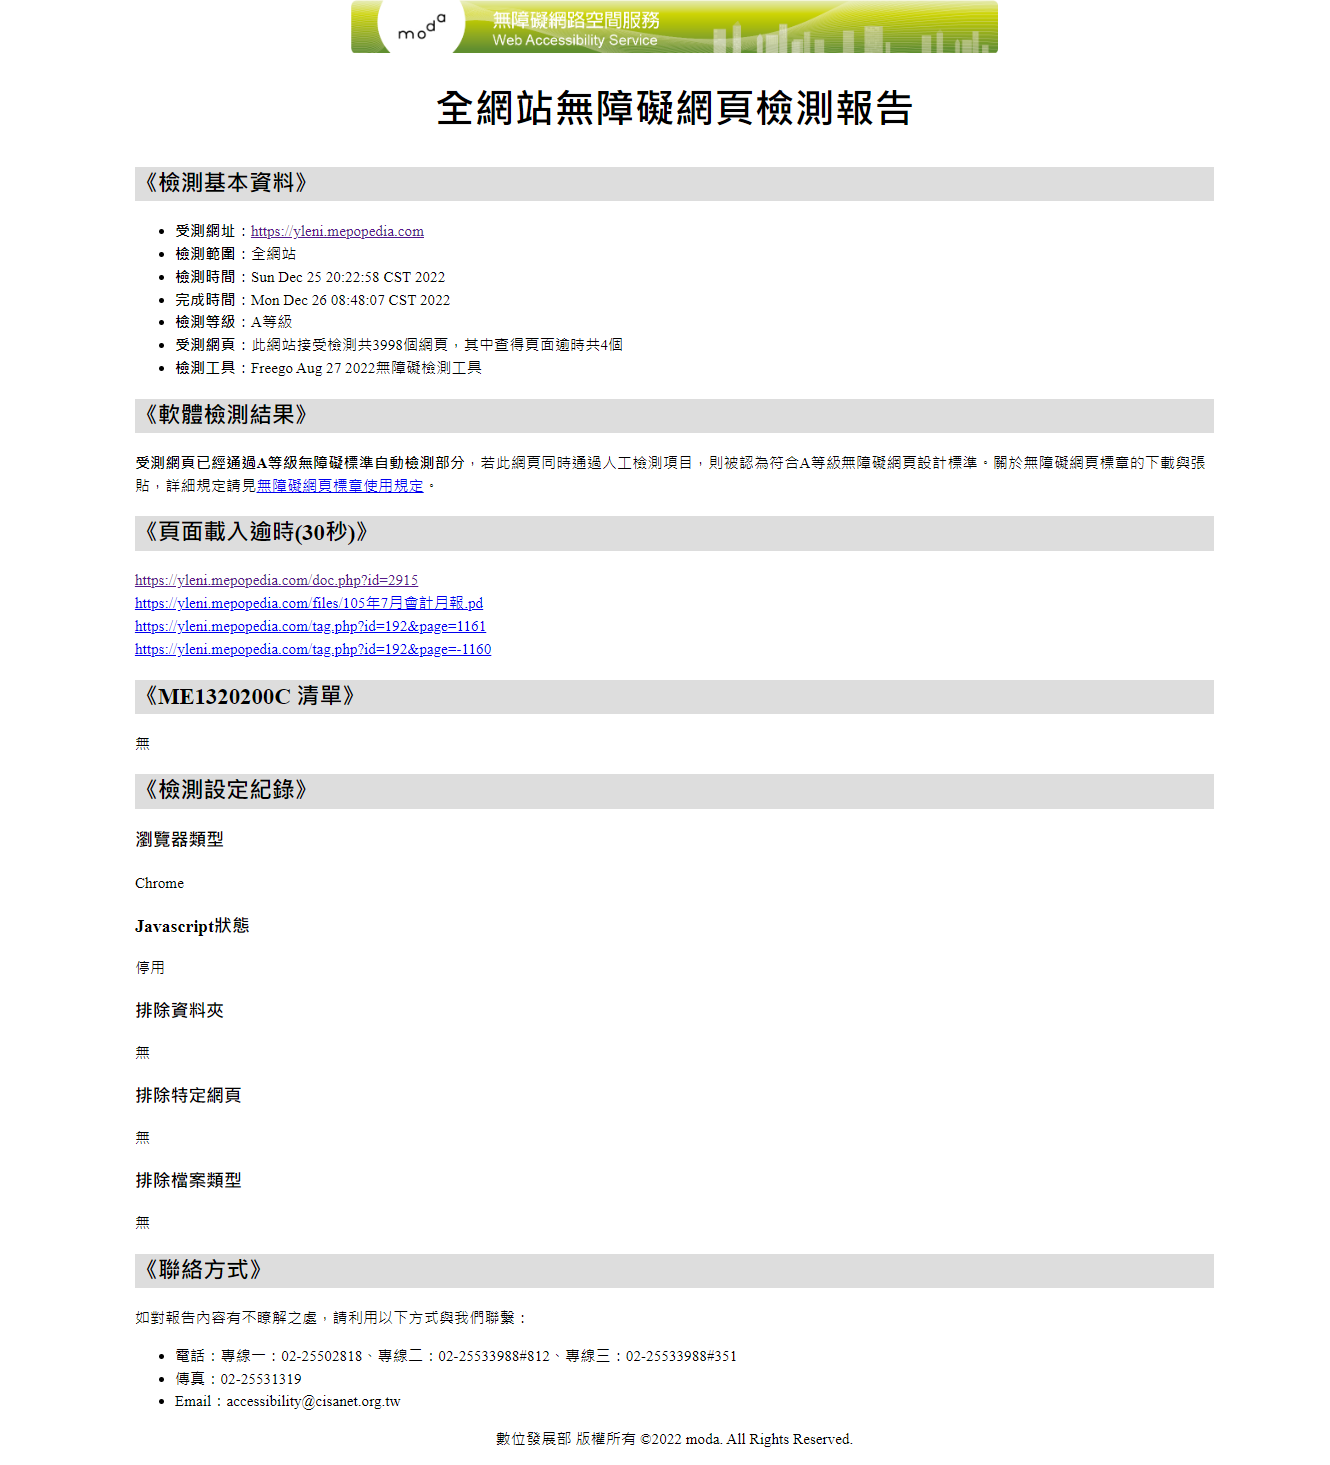 moda
無障礙網路空間服務
Web Accessibility Service
全網站無障礙網頁檢測報告
《檢測基本資料》
• 受測網址：https://yleni.mepopedia.com
• 檢測範圍：全網站
• 檢測時間：Sun Dec 25 20:22:58 CST 2022
• 完成時間：Mon Dec 26 08:48:07 CST 2022
• 檢測等級：A等級
• 受測網頁：此網站接受檢測共3998個網頁，其中查得頁面逾時共4個
• 檢測工具：Freego Aug 27 2022無障礙檢測工具
《軟體檢測結果》
受測網頁已經通過A等級無障礙標準自動檢測部分，若此網頁同時通過人工檢測項目，則被認為符合A等級無障礙網頁設計標準。關於無障礙網頁標章的下載與張
貼，詳細規定請見無障礙網頁標章使用規定。
《頁面載入逾時(30秒)》
https://yleni.mepopedia.com/doc.php?id=2915
https://yleni.mepopedia.com/files/105年7月會計月報.pd
https://yleni.mepopedia.com/tag.php?id=192&page=1161
https://yleni.mepopedia.com/tag.php?id=192&page=-1160
《ME1320200C 清單》
無
《檢測設定紀錄》
瀏覽器類型
Chrome
Javascript狀態
停用
排除資料夾
無
排除特定網頁
無
排除檔案類型
無
《聯絡方式》
如對報告內容有不瞭解之處，請利用以下方式與我們聯繫：
• 電話：專線一：02-25502818、專線二：02-25533988#812、專線三：02-25533988#351
• 傳真：02-25531319
• Email：accessibility@cisanet.org.tw
數位發展部 版權所有 ©2022 moda. All Rights Reserved.